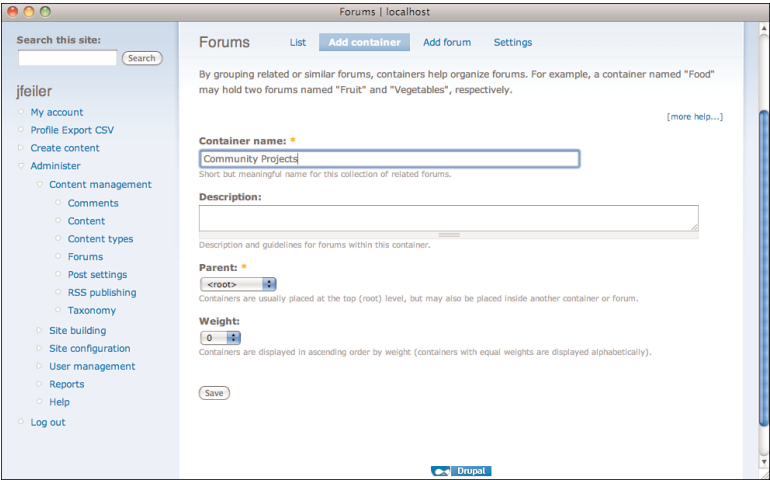 Forums | localhost
Search this site:
Search
jfeiler
My account
Profile Export CSV
Create content
Administer
Content management
Comments
Content
Content types
Forums
Post settings
RSS publishing
Taxonomy
Site building
Site configuration
User management
Reports
Help
Log out
Forums List Add container Add forum Settings
By grouping related or similar forums, containers help organize forums. For example, a container named "Food"
may hold two forums named "Fruit" and "Vegetables", respectively.
[more help...]
Container name: *
Community Projects
Short but meaningful name for this collection of related forums.
Description:
Description and guidelines for forums within this container.
Parent: *
<root>
Containers are usually placed at the top (root) level, but may also be placed inside another container or forum.
Weight:
0
Containers are displayed in ascending order by weight (containers with equal weights are displayed alphabetically).
Save
Drupal